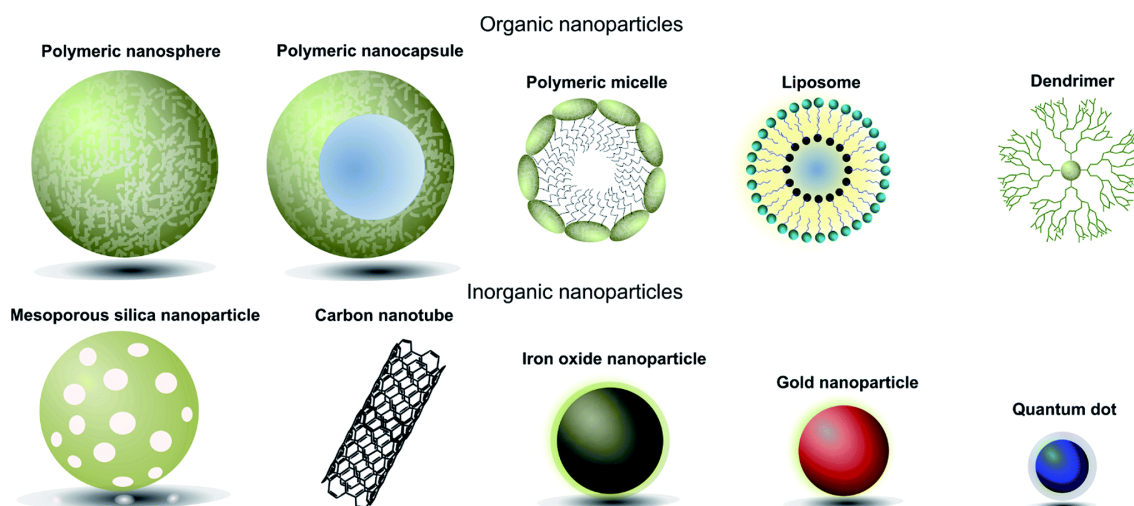 Organic nanoparticles
Polymeric nanosphere
Polymeric nanocapsule
Polymeric micelle
Liposome
Dendrimer
Inorganic nanoparticles
Mesoporous silica nanoparticle
Carbon nanotube
Iron oxide nanoparticle
Gold nanoparticle
Quantum dot